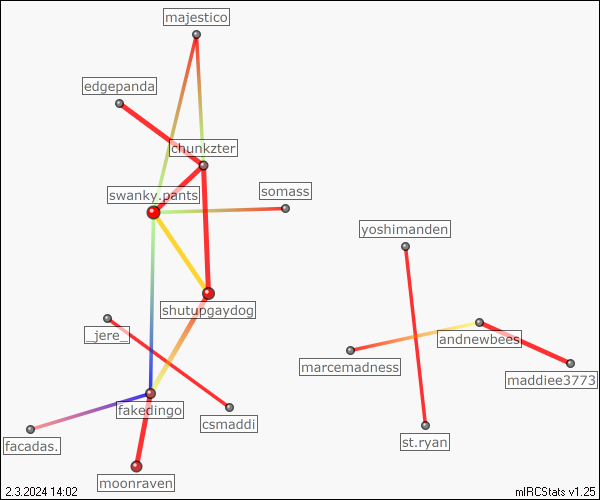 majestico
edgepanda
chunkzter
swanky.pants
somass
yoshimanden
shutupgaydog
_jere_
andnewbees
marcemadness
maddiee3773
fakedingo
csmaddi
facadas.
st.ryan
moonraven
2.3.2024 14:02
mIRCStats v1.25